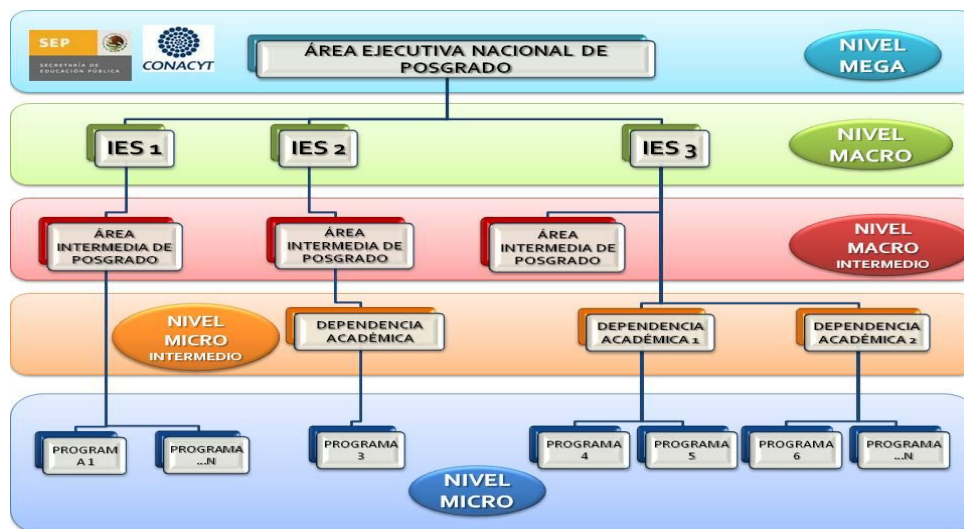 SEP
SECRETARÍA DE
EDUCACIÓN PÚBLICA
CONACYT
ÁREA EJECUTIVA NACIONAL DE
POSGRADO
NIVEL
MEGA
IES 1
IES 2
IES 3
NIVEL
MACRO
ÁREA
INTERMEDIA DE
POSGRADO
ÁREA
INTERMEDIA DE
POSGRADO
ÁREA
INTERMEDIA DE
POSGRADO
NIVEL
MACRO
INTERMEDIO
NIVEL
MICRO
INTERMEDIO
DEPENDENCIA
ACADÉMICA
DEPENDENCIA
ACADÉMICA 1
DEPENDENCIA
ACADÉMICA 2
PROGRAM
A 1
PROGRAMA
...N
PROGRAMA
3
PROGRAMA
4
PROGRAMA
5
PROGRAMA
6
PROGRAMA
...N
NIVEL
MICRO